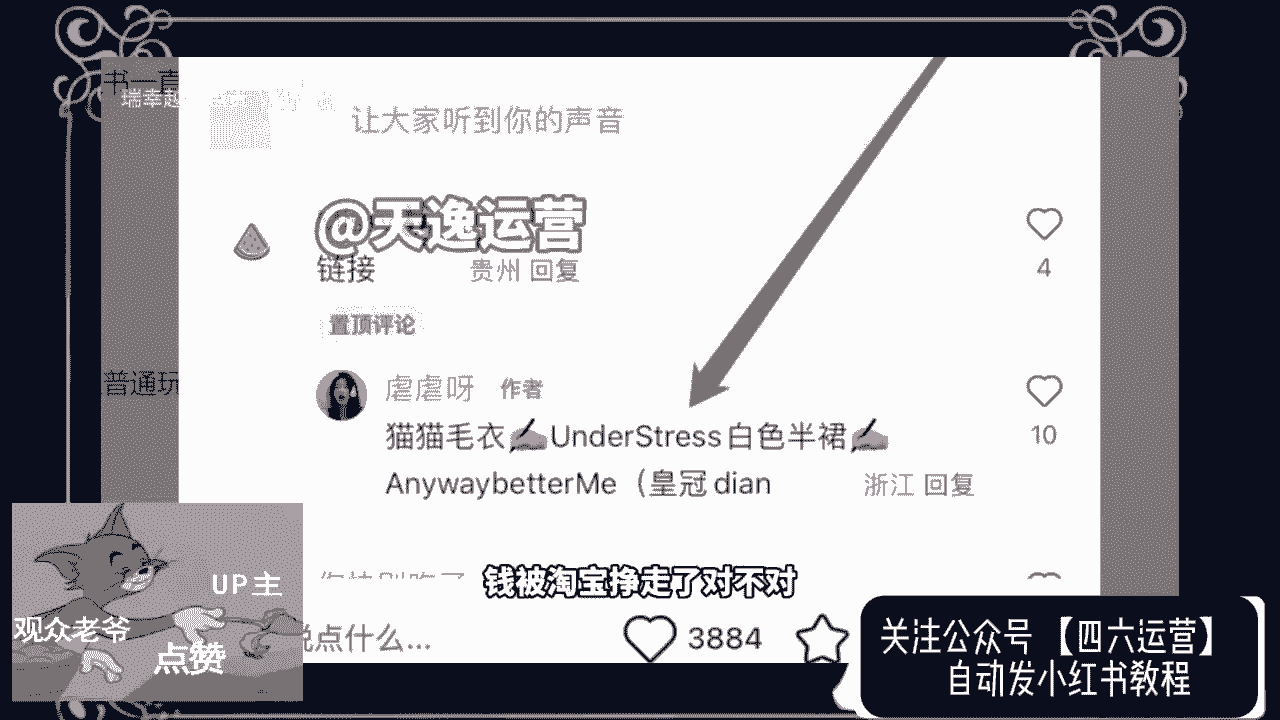 书一直
让大家听到你的声音
@天逸运营
链接 贵州 回复
4
置顶评论
虐虐呀 作者
普通玩
猫猫毛衣✍UnderStress白色半裙✍
10
AnywaybetterMe（皇冠dian 浙江 回复
钱被淘宝挣走了对不对
UP主
观众老爷
点赞
说点什么...
3884
关注公众号【四六运营】
自动发小红书教程